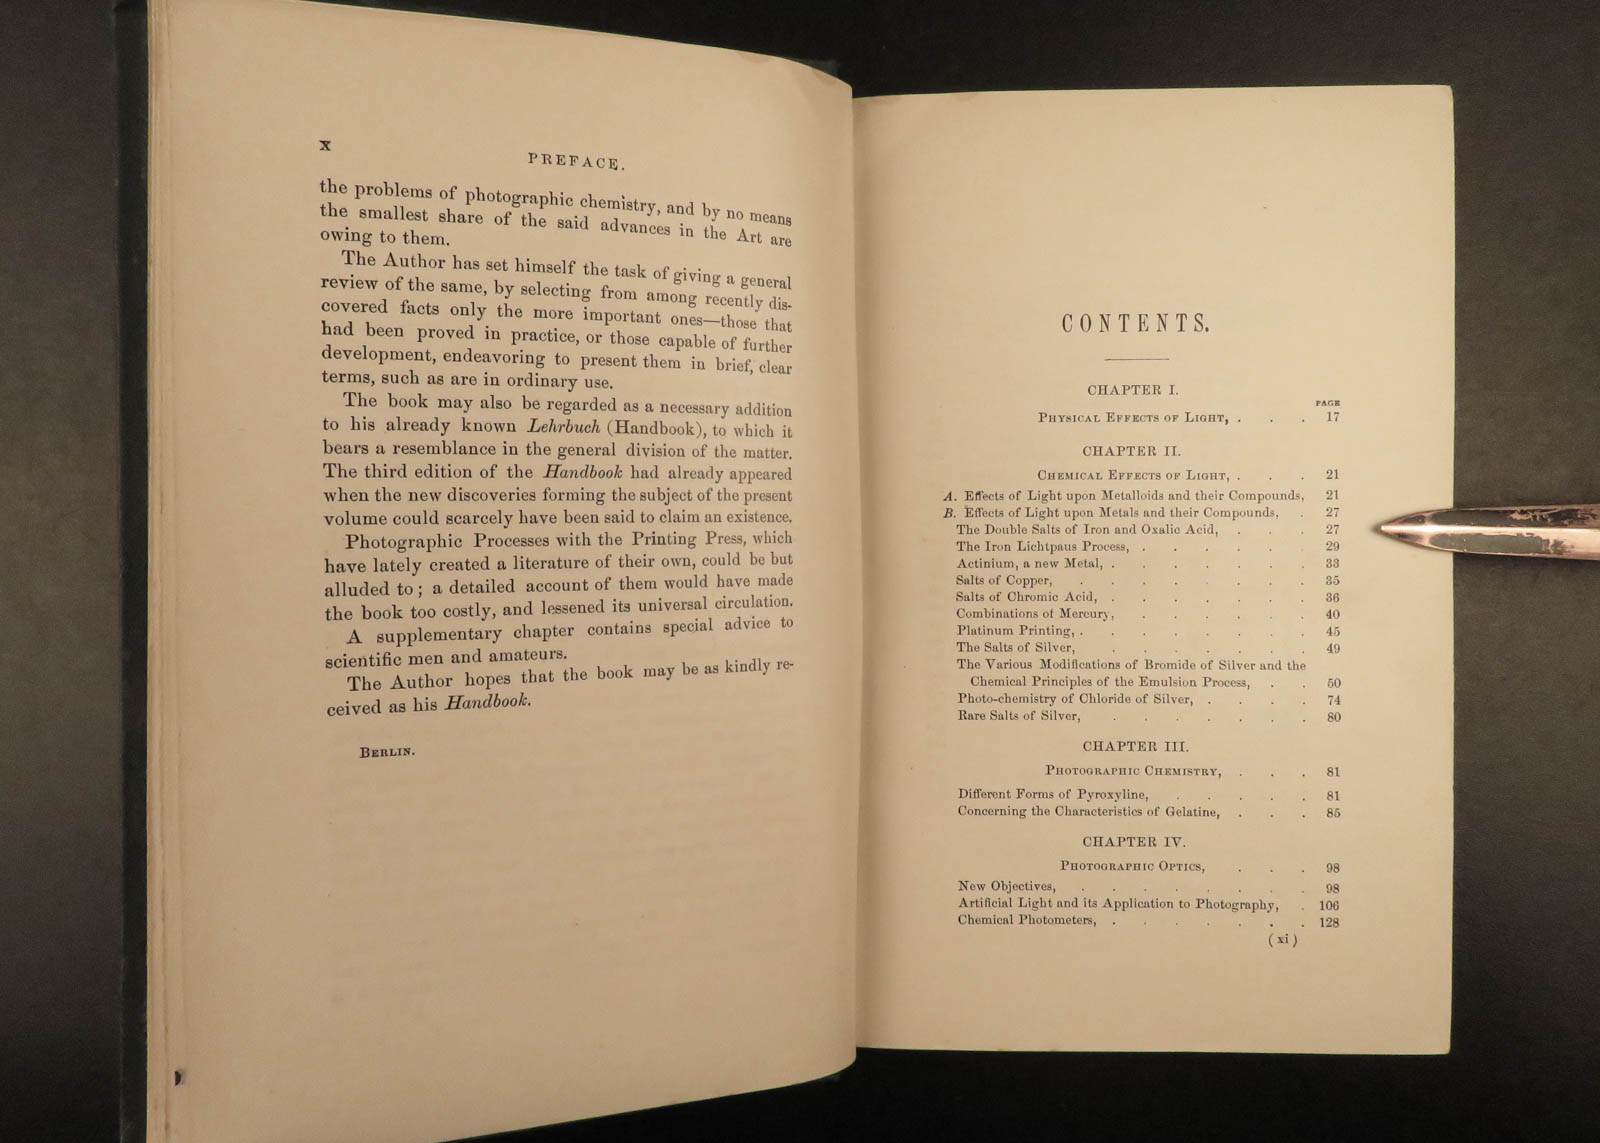 x
PREFACE.
the problems of photographic chemistry, and by no means
the smallest share of the said advances in the Art are
owing to them.
The Author has set himself the task of giving a general
review of the same, by selecting from among recently dis-
covered facts only the more important ones—those that
had been proved in practice, or those capable of further
development, endeavoring to present them in brief, clear
terms, such as are in ordinary use.
The book may also be regarded as a necessary addition
to his already known Lehrbuch (Handbook), to which it
bears a resemblance in the general division of the matter.
The third edition of the Handbook had already appeared
when the new discoveries forming the subject of the present
volume could scarcely have been said to claim an existence.
Photographic Processes with the Printing Press, which
have lately created a literature of their own, could be but
alluded to; a detailed account of them would have made
the book too costly, and lessened its universal circulation.
A supplementary chapter contains special advice to
scientific men and amateurs.
The Author hopes that the book may be as kindly re-
ceived as his Handbook.
BERLIN.
CONTENTS.
CHAPTER I.
PAGE
PHYSICAL EFFECTS OF LIGHT, . . . 17
CHAPTER II.
CHEMICAL EFFECTS OF LIGHT, . . . 21
A. Effects of Light upon Metalloids and their Compounds, 21
B. Effects of Light upon Metals and their Compounds, . 27
The Double Salts of Iron and Oxalic Acid, . . . 27
The Iron Lichtpaus Process, . . . . . . 29
Actinium, a new Metal, . . . . . . . 33
Salts of Copper, . . . . . . . . 35
Salts of Chromic Acid, . . . . . . . 36
Combinations of Mercury, . . . . . . 40
Platinum Printing, . . . . . . . . 45
The Salts of Silver, . . . . . . . 49
The Various Modifications of Bromide of Silver and the
Chemical Principles of the Emulsion Process, . . 50
Photo-chemistry of Chloride of Silver, . . . . 74
Rare Salts of Silver, . . . . . . . 80
CHAPTER III.
PHOTOGRAPHIC CHEMISTRY, . . . 81
Different Forms of Pyroxyline, . . . . . 81
Concerning the Characteristics of Gelatine, . . . 85
CHAPTER IV.
PHOTOGRAPHIC OPTICS, . . . 98
New Objectives, . . . . . . . . 98
Artificial Light and its Application to Photography, . 106
Chemical Photometers, . . . . . . . 128
(xi)